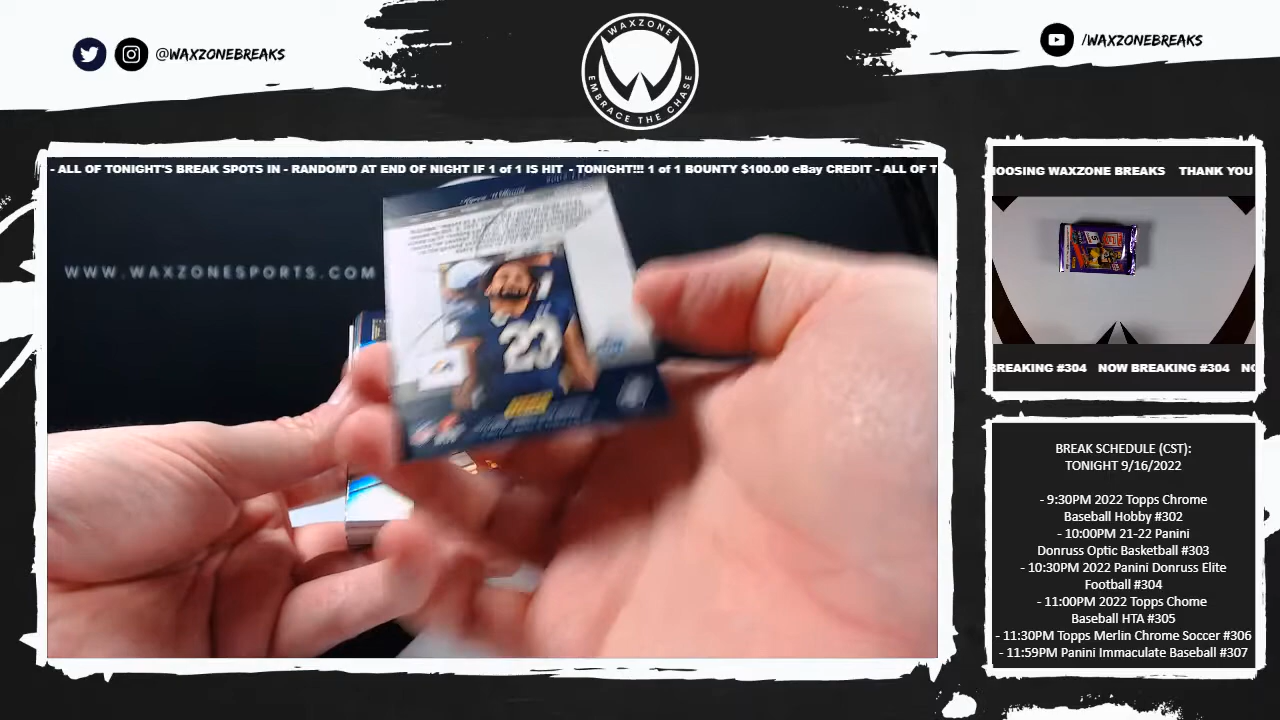 @WAXZONEBREAKS
WAXZONE
EMBRACE THE CHASE
/WAXZONEBREAKS
- ALL OF TONIGHT'S BREAK SPOTS IN - RANDOM'D AT END OF NIGHT IF 1 of 1 IS HIT - TONIGHT!!! 1 of 1 BOUNTY $100.00 eBay CREDIT - ALL OF T
WWW.WAXZONESPORTS.COM
23
HOOSING WAXZONE BREAKS THANK YOU
BREAKING #304 NOW BREAKING #304 NO
BREAK SCHEDULE (CST):
TONIGHT 9/16/2022
- 9:30PM 2022 Topps Chrome
Baseball Hobby #302
- 10:00PM 21-22 Panini
Donruss Optic Basketball #303
- 10:30PM 2022 Panini Donruss Elite
Football #304
- 11:00PM 2022 Topps Chome
Baseball HTA #305
- 11:30PM Topps Merlin Chrome Soccer #306
- 11:59PM Panini Immaculate Baseball #307